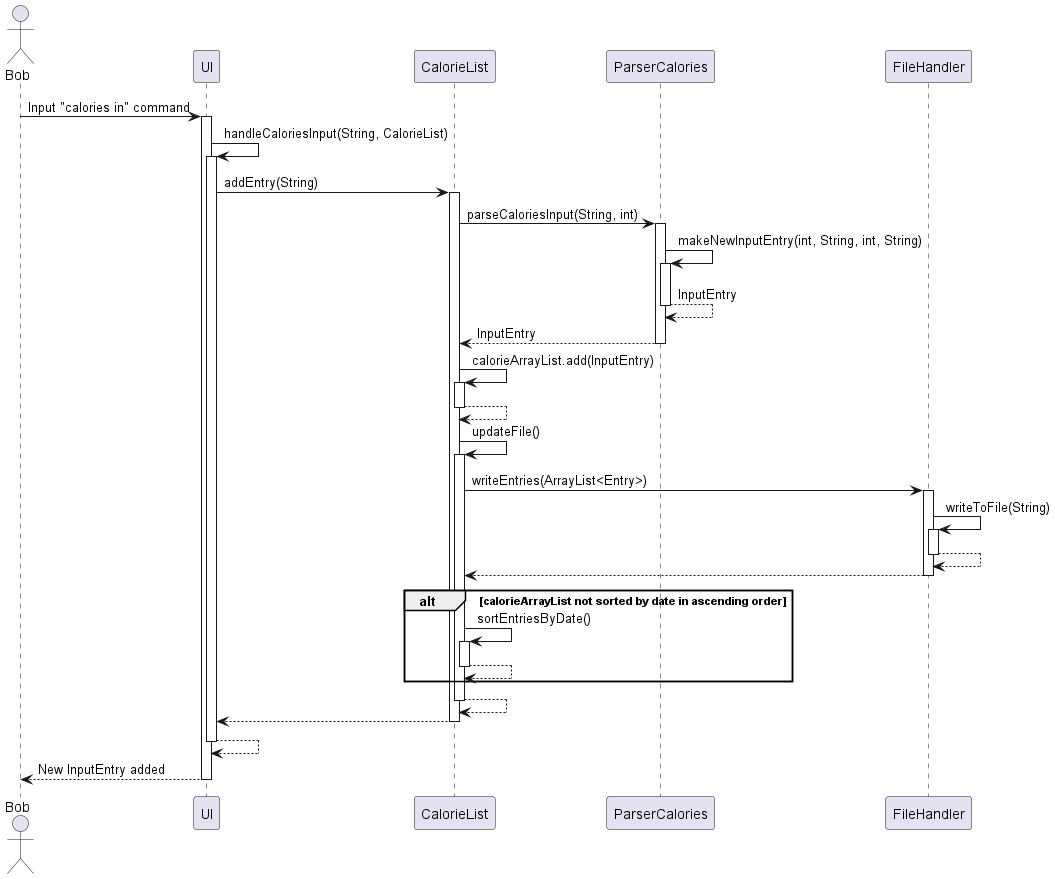 Bob
UI
CalorieList
ParserCalories
FileHandler
Input "calories in" command
handleCaloriesInput(String, CalorieList)
addEntry(String)
parseCaloriesInput(String, int)
makeNewInputEntry(int, String, int, String)
InputEntry
InputEntry
calorieArrayList.add(InputEntry)
updateFile()
writeEntries(ArrayList<Entry>)
writeToFile(String)
alt [calorieArrayList not sorted by date in ascending order]
sortEntriesByDate()
New InputEntry added
Bob
UI
CalorieList
ParserCalories
FileHandler